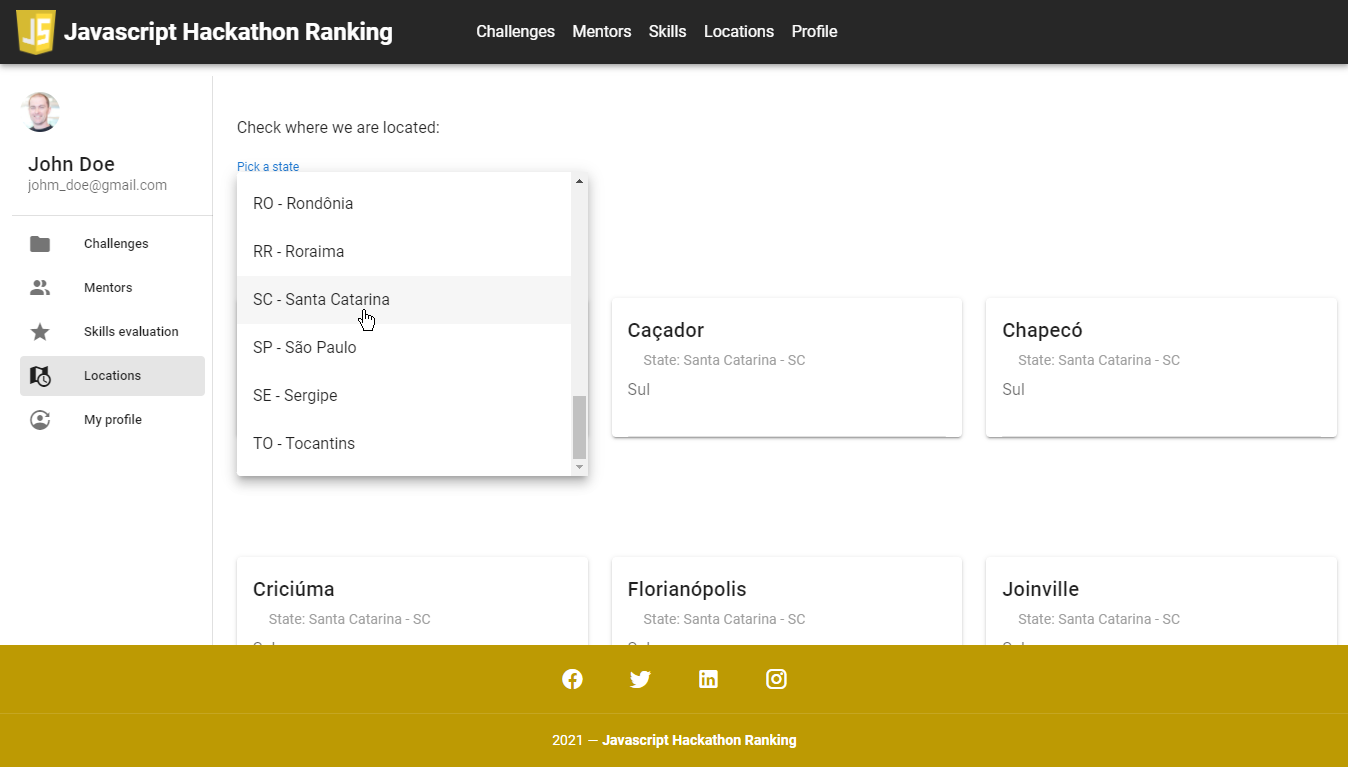 JS
Javascript Hackathon Ranking
Challenges Mentors Skills Locations Profile
John Doe
johm_doe@gmail.com
Challenges
Mentors
Skills evaluation
Locations
My profile
Check where we are located:
Pick a state
RO - Rondônia
RR - Roraima
SC - Santa Catarina
SP - São Paulo
SE - Sergipe
TO - Tocantins
Caçador
State: Santa Catarina - SC
Sul
Chapecó
State: Santa Catarina - SC
Sul
Criciúma
State: Santa Catarina - SC
Florianópolis
State: Santa Catarina - SC
Joinville
State: Santa Catarina - SC
2021 — Javascript Hackathon Ranking